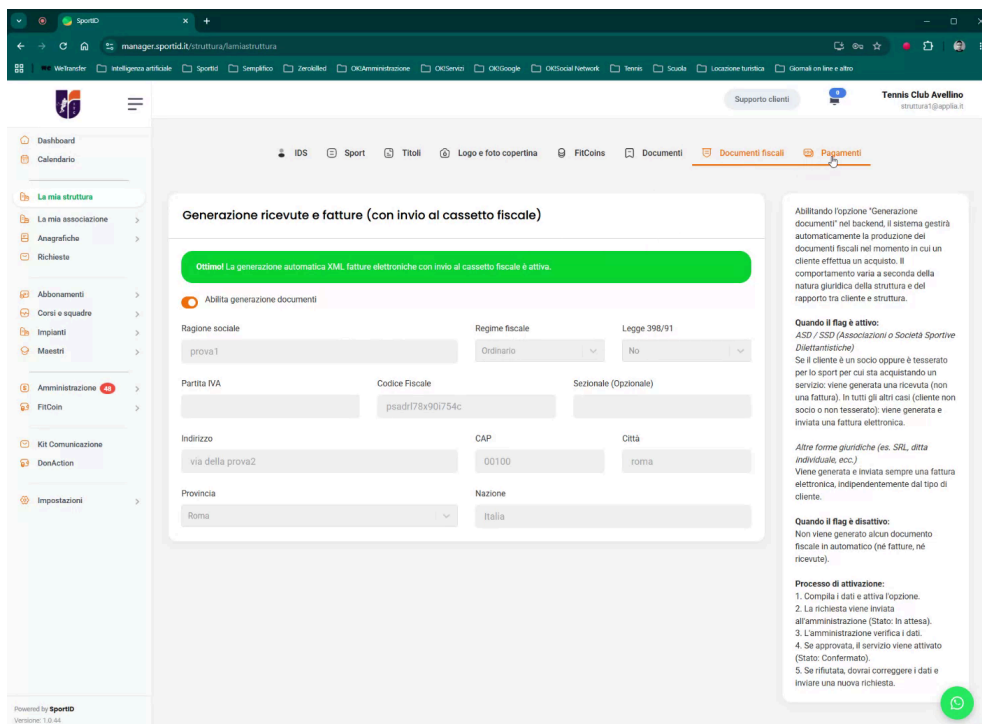 SportID
manager.sportid.it/struttura/lamiastruttura
WeTransfer Intelligenza artificiale SportId Semplifico Zerokilled OK!Amministrazione OK!Servizi OK!Google OK!Social Network Tennis Scuola Locazione turistica Giornali on line e altro
Supporto clienti
0
Tennis Club Avellino
struttura1@applia.it
Dashboard
Calendario
La mia struttura
La mia associazione
Anagrafiche
Richieste
Abbonamenti
Corsi e squadre
Impianti
Maestri
Amministrazione 48
FitCoin
Kit Comunicazione
DonAction
Impostazioni
Powered by SportID
Versione: 1.0.44
IDS Sport Titoli Logo e foto copertina FitCoins Documenti Documenti fiscali Pagamenti
Generazione ricevute e fatture (con invio al cassetto fiscale)
Ottimo! La generazione automatica XML fatture elettroniche con invio al cassetto fiscale è attiva.
Abilita generazione documenti
Ragione sociale Regime fiscale Legge 398/91
prova1 Ordinario No
Partita IVA Codice Fiscale Sezionale (Opzionale)
psadrl78x90i754c
Indirizzo CAP Città
via della prova2 00100 roma
Provincia Nazione
Roma Italia
Abilitando l'opzione "Generazione
documenti" nel backend, il sistema gestirà
automaticamente la produzione dei
documenti fiscali nel momento in cui un
cliente effettua un acquisto. Il
comportamento varia a seconda della
natura giuridica della struttura e del
rapporto tra cliente e struttura.
Quando il flag è attivo:
ASD / SSD (Associazioni o Società Sportive
Dilettantistiche)
Se il cliente è un socio oppure è tesserato
per lo sport per cui sta acquistando un
servizio: viene generata una ricevuta (non
una fattura). In tutti gli altri casi (cliente non
socio o non tesserato): viene generata e
inviata una fattura elettronica.
Altre forme giuridiche (es. SRL, ditta
individuale, ecc.)
Viene generata e inviata sempre una fattura
elettronica, indipendentemente dal tipo di
cliente.
Quando il flag è disattivo:
Non viene generato alcun documento
fiscale in automatico (né fatture, né
ricevute).
Processo di attivazione:
1. Compila i dati e attiva l'opzione.
2. La richiesta viene inviata
all'amministrazione (Stato: In attesa).
3. L'amministrazione verifica i dati.
4. Se approvata, il servizio viene attivato
(Stato: Confermato).
5. Se rifiutata, dovrai correggere i dati e
inviare una nuova richiesta.